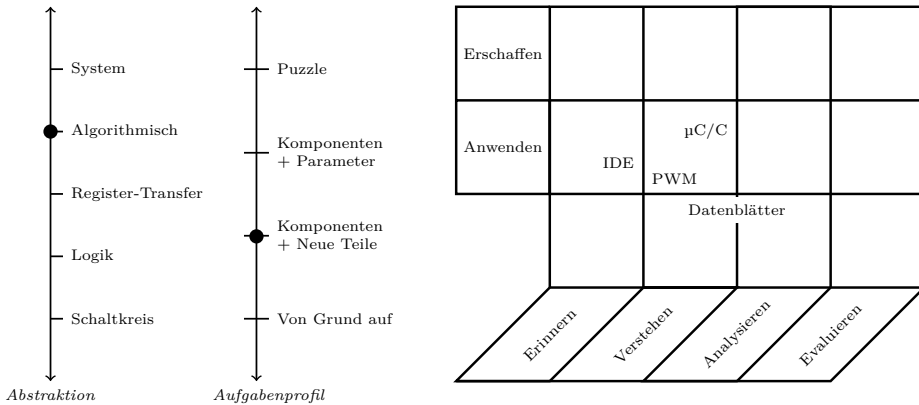 System
Algorithmisch
Register-Transfer
Logik
Schaltkreis
Abstraktion
Puzzle
Komponenten
+ Parameter
Komponenten
+ Neue Teile
Von Grund auf
Aufgabenprofil
Erschaffen
Anwenden
µC/C
IDE
PWM
Datenblätter
Erinnern
Verstehen
Analysieren
Evaluieren